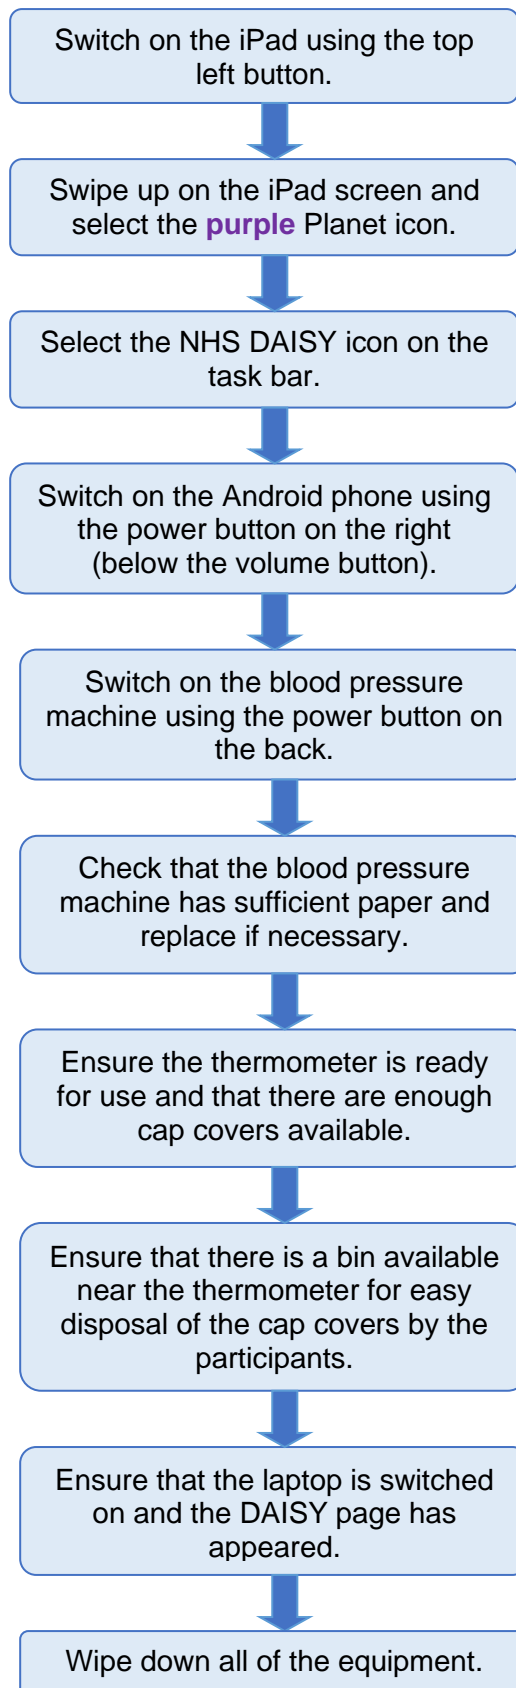 Switch on the iPad using the top
left button.
Swipe up on the iPad screen and
select the purple Planet icon.
Select the NHS DAISY icon on the
task bar.
Switch on the Android phone using
the power button on the right
(below the volume button).
Switch on the blood pressure
machine using the power button on
the back.
Check that the blood pressure
machine has sufficient paper and
replace if necessary.
Ensure the thermometer is ready
for use and that there are enough
cap covers available.
Ensure that there is a bin available
near the thermometer for easy
disposal of the cap covers by the
participants.
Ensure that the laptop is switched
on and the DAISY page has
appeared.
Wipe down all of the equipment.